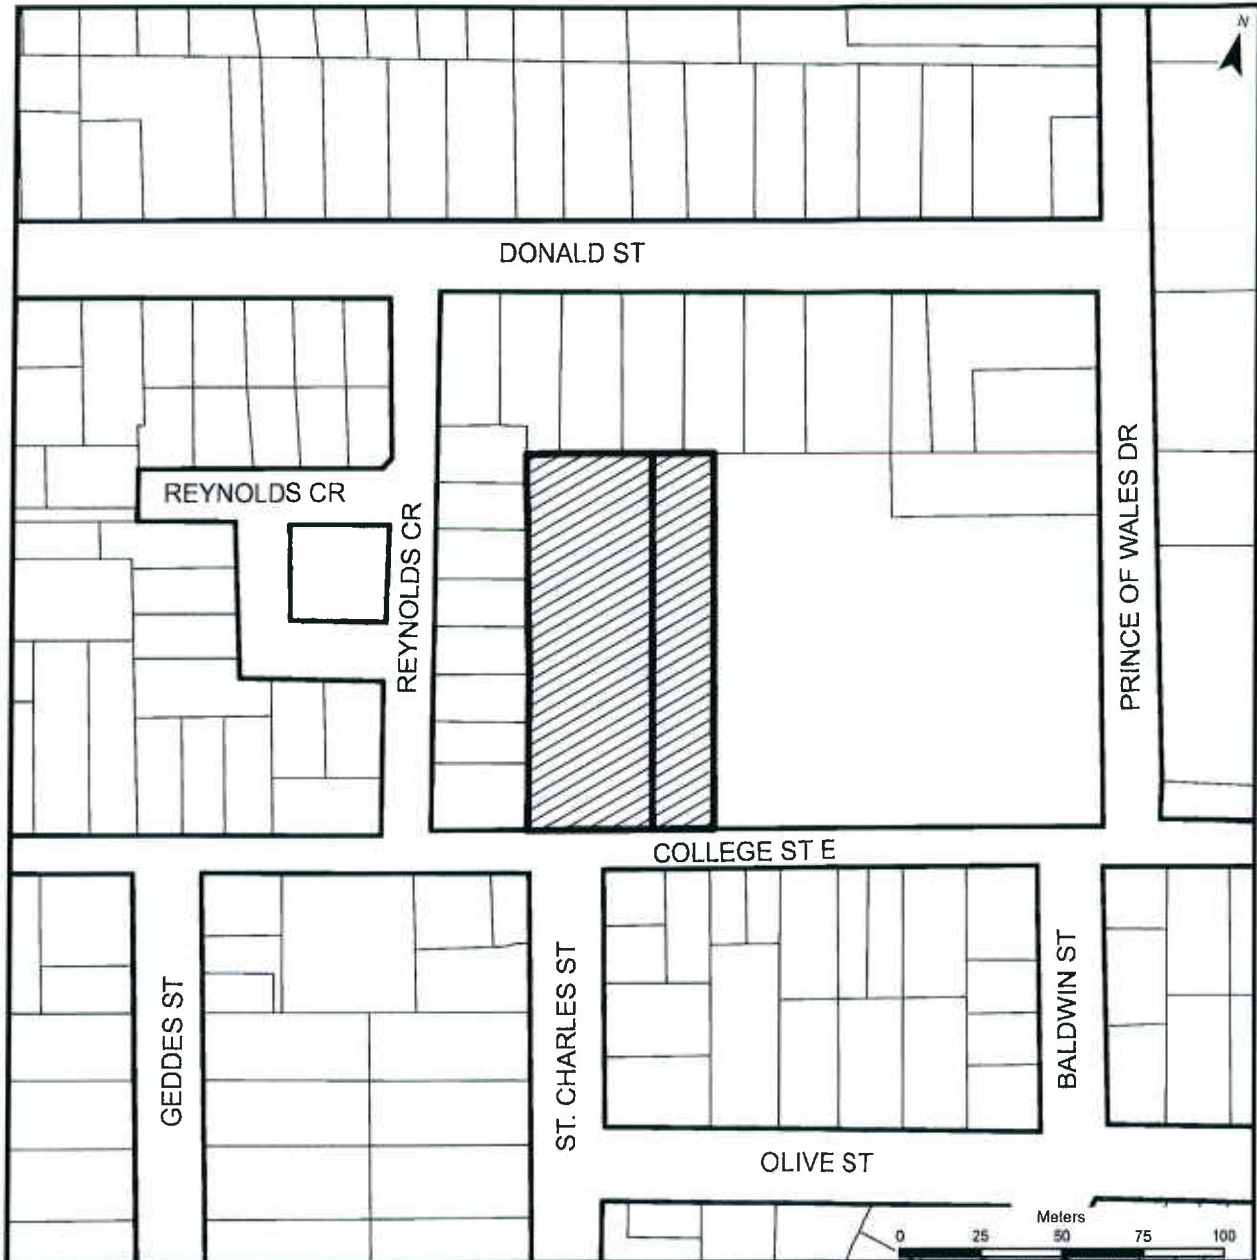 N
DONALD ST
REYNOLDS CR
REYNOLDS CR
PRINCE OF WALES DR
COLLEGE ST E
GEDDES ST
ST. CHARLES ST
BALDWIN ST
OLIVE ST
Meters
0 25 50 75 100